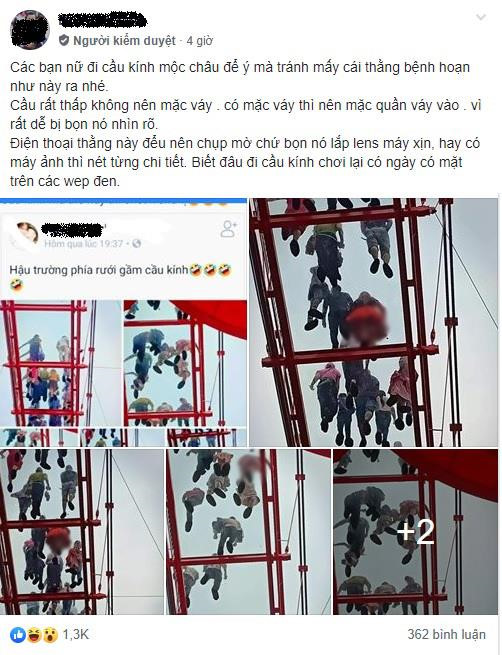 Người kiểm duyệt · 4 giờ
Các bạn nữ đi cầu kính mộc châu để ý mà tránh mấy cái thằng bệnh hoạn
như này ra nhé.
Cầu rất thấp không nên mặc váy . có mặc váy thì nên mặc quần váy vào . vì
rất dễ bị bọn nó nhìn rõ.
Điện thoại thằng này đểu nên chụp mờ chứ bọn nó lắp lens máy xịn, hay có
máy ảnh thì nét từng chi tiết. Biết đâu đi cầu kính chơi lại có ngày có mặt
trên các wep đen.
Hôm qua lúc 19:37 ·
Hậu trường phía rưới gầm cầu kính🤣🤣🤣
🤣
+2
1,3K
362 bình luận